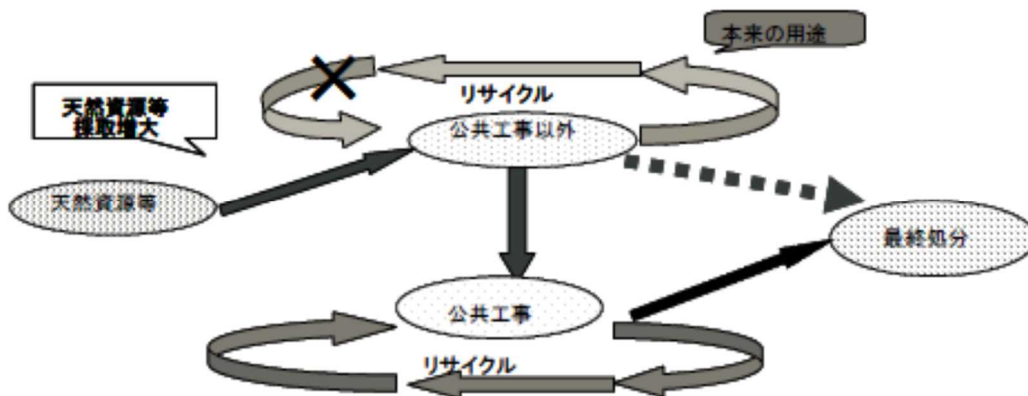 本来の用途
リサイクル
天然資源等
採取増大
公共工事以外
天然資源等
最終処分
公共工事
リサイクル